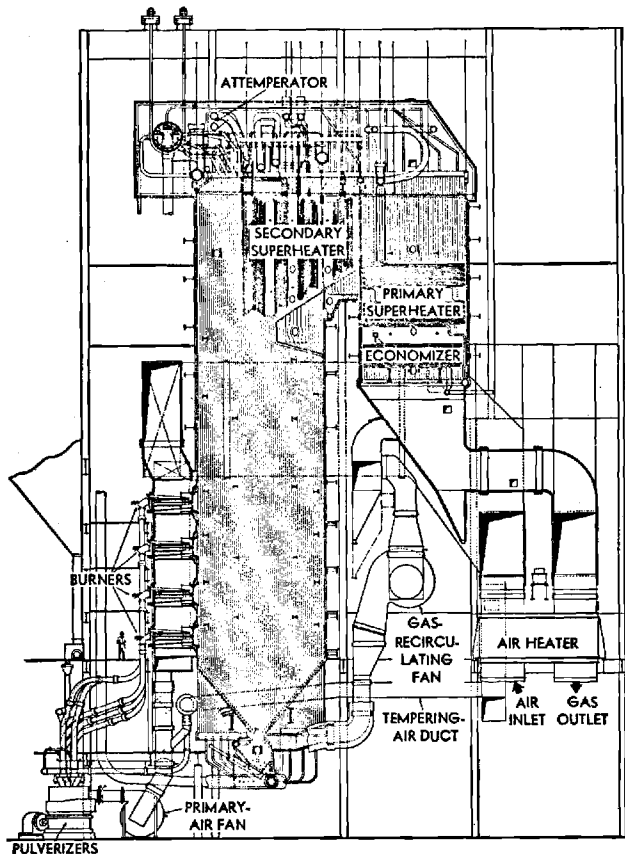 ATTEMPERATOR
SECONDARY
SUPERHEATER
PRIMARY
SUPERHEATER
ECONOMIZER
BURNERS
GAS-
RECIRCU-
LATING
FAN
AIR HEATER
AIR
INLET
GAS
OUTLET
TEMPERING-
AIR DUCT
PRIMARY-
AIR FAN
PULVERIZERS